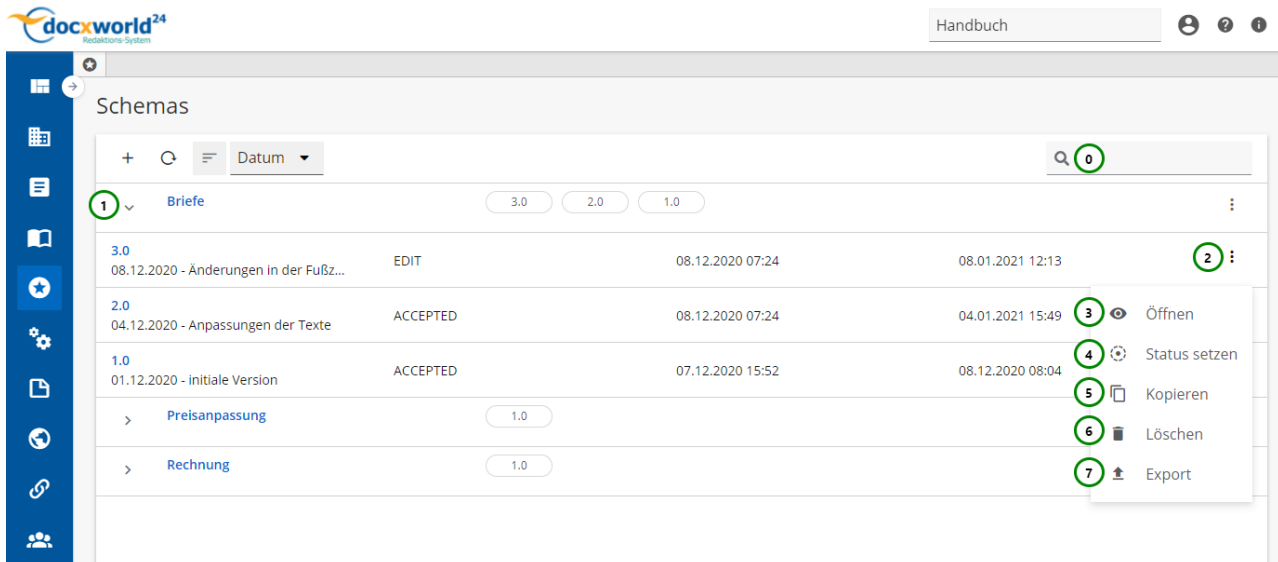 docxworld24
Redaktions-System
Handbuch
Schemas
Datum
0
1 Briefe 3.0 2.0 1.0
3.0
08.12.2020 - Änderungen in der Fußz... EDIT 08.12.2020 07:24 08.01.2021 12:13 2
2.0
04.12.2020 - Anpassungen der Texte ACCEPTED 08.12.2020 07:24 04.01.2021 15:49
1.0
01.12.2020 - initiale Version ACCEPTED 07.12.2020 15:52 08.12.2020 08:04
Preisanpassung 1.0
Rechnung 1.0
3 Öffnen
4 Status setzen
5 Kopieren
6 Löschen
7 Export